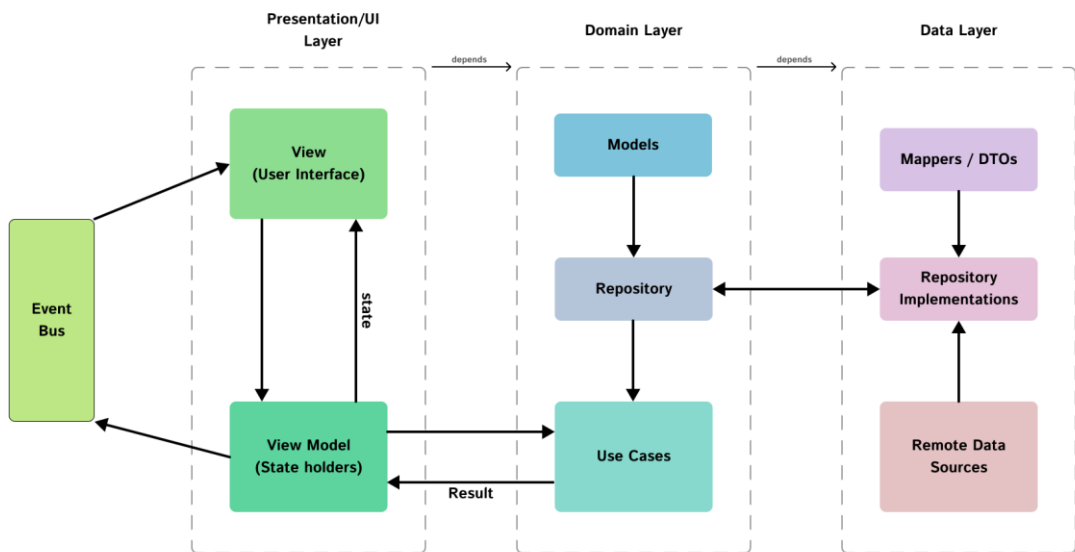 Presentation/UI
Layer
Domain Layer
Data Layer
depends
depends
View
(User Interface)
Models
Mappers / DTOs
Event
Bus
state
Repository
Repository
Implementations
View Model
(State holders)
Use Cases
Remote Data
Sources
Result